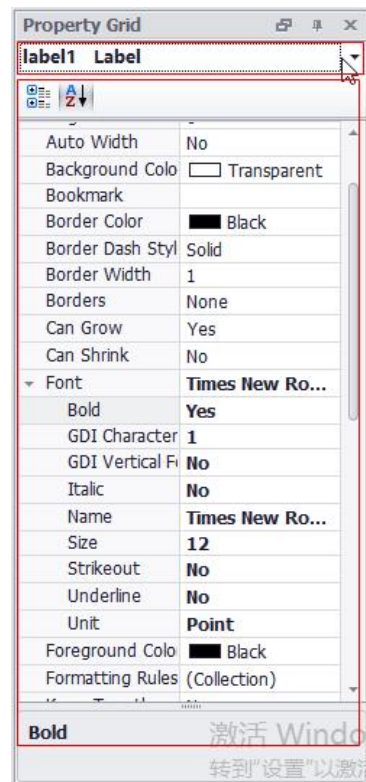 Property Grid
label1 Label
Auto Width No
Background Colo Transparent
Bookmark
Border Color Black
Border Dash Styl Solid
Border Width 1
Borders None
Can Grow Yes
Can Shrink No
Font Times New Ro...
Bold Yes
GDI Character 1
GDI Vertical F No
Italic No
Name Times New Ro...
Size 12
Strikeout No
Underline No
Unit Point
Foreground Colo Black
Formatting Rules (Collection)
Bold
激活 Windo
转到"设置"以激活